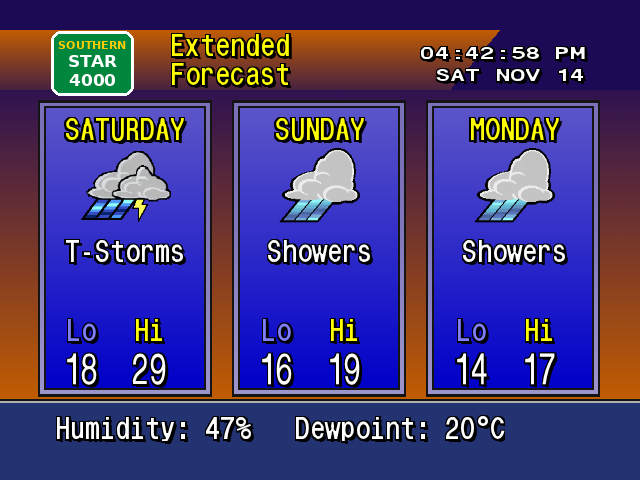 SOUTHERN
STAR
4000
Extended
Forecast
04:42:58 PM
SAT NOV 14
SATURDAY
T-Storms
Lo Hi
18 29
SUNDAY
Showers
Lo Hi
16 19
MONDAY
Showers
Lo Hi
14 17
Humidity: 47% Dewpoint: 20°C